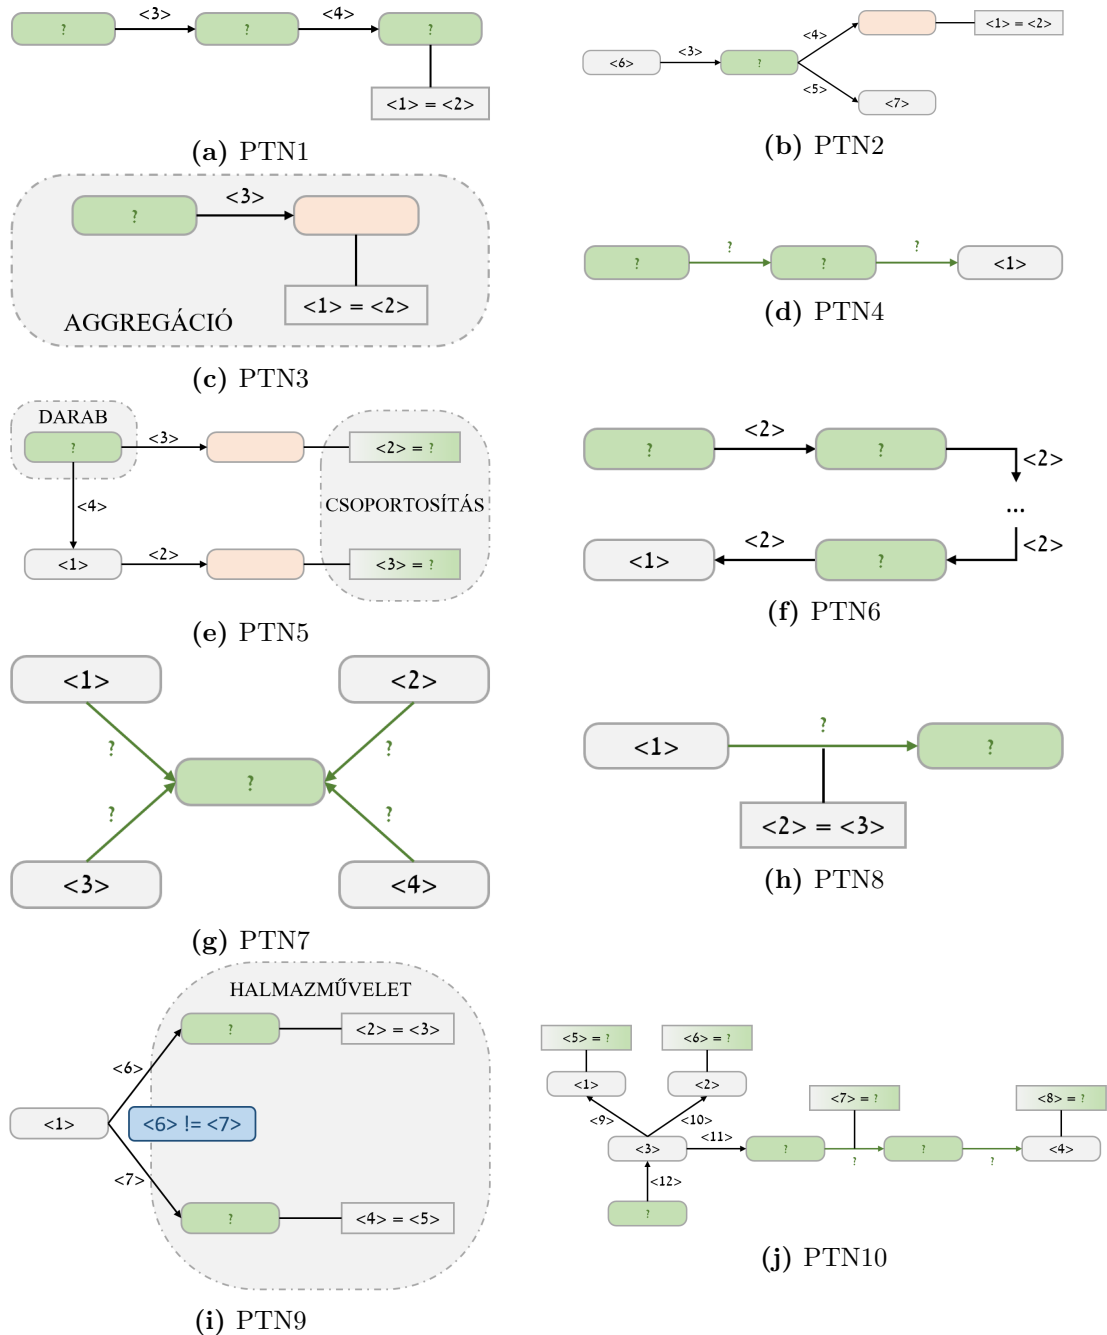 <3>
<4>
?
?
?
<1> = <2>
(a) PTN1
<4>
<1> = <2>
<6>
<3>
?
<5>
<7>
(b) PTN2
?
<3>
<1> = <2>
AGGREGÁCIÓ
(c) PTN3
?
?
?
?
<1>
(d) PTN4
DARAB
?
<3>
<2> = ?
<4>
CSOPORTOSÍTÁS
<1>
<2>
<3> = ?
(e) PTN5
?
<2>
?
<2>
...
<1>
<2>
?
<2>
(f) PTN6
<1>
<2>
?
?
?
?
?
<3>
<4>
(g) PTN7
<1>
?
?
<2> = <3>
(h) PTN8
HALMAZMŰVELET
?
<2> = <3>
<6>
<1>
<6> != <7>
<7>
?
<4> = <5>
(i) PTN9
<5> = ?
<6> = ?
<1>
<2>
<7> = ?
<8> = ?
<9>
<10>
<3>
<11>
?
?
?
?
<4>
<12>
?
(j) PTN10